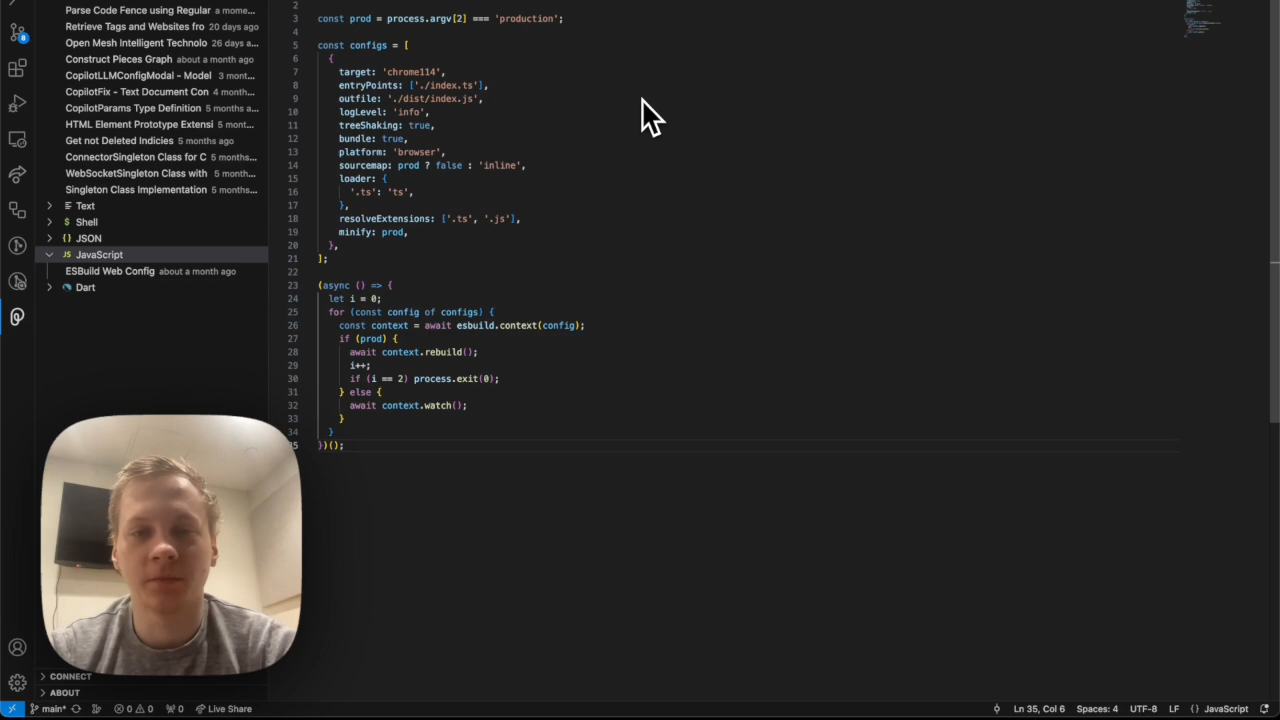 Parse Code Fence using Regular a mome...
Retrieve Tags and Websites fro 20 days ago
Open Mesh Intelligent Technolo 26 days a...
Construct Pieces Graph about a month ago
CopilotLLMConfigModal - Model 3 mont...
CopilotFix - Text Document Con 4 month...
CopilotParams Type Definition 5 months...
HTML Element Prototype Extensi 5 mont...
Get not Deleted Indicies 5 months ago
ConnectorSingleton Class for C 5 months...
WebSocketSingleton Class with 5 month...
Singleton Class Implementation 5 months...
Text
$ Shell
{} JSON
JS JavaScript
ESBuild Web Config about a month ago
Dart
8
CONNECT
ABOUT
2
3 const prod = process.argv[2] === 'production';
4
5 const configs = [
6 {
7 target: 'chrome114',
8 entryPoints: ['./index.ts'],
9 outfile: './dist/index.js',
10 logLevel: 'info',
11 treeShaking: true,
12 bundle: true,
13 platform: 'browser',
14 sourcemap: prod ? false : 'inline',
15 loader: {
16 '.ts': 'ts',
17 },
18 resolveExtensions: ['.ts', '.js'],
19 minify: prod,
20 },
21 ];
22
23 (async () => {
24 let i = 0;
25 for (const config of configs) {
26 const context = await esbuild.context(config);
27 if (prod) {
28 await context.rebuild();
29 i++;
30 if (i == 2) process.exit(0);
31 } else {
32 await context.watch();
33 }
34 }
35 })();
main* 0 0 0 Live Share Ln 35, Col 6 Spaces: 4 UTF-8 LF {} JavaScript